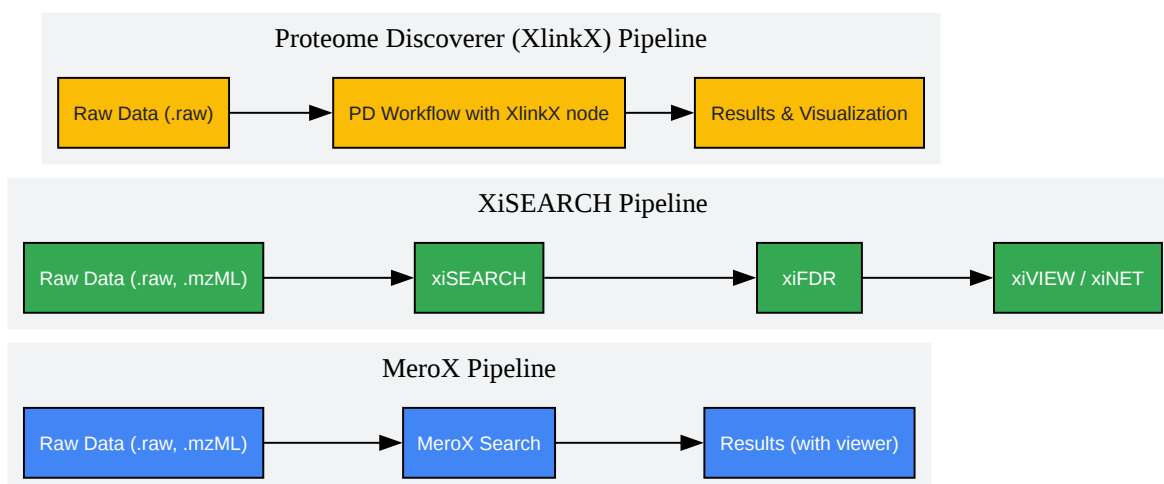 Proteome Discoverer (XlinkX) Pipeline
Raw Data (.raw)
PD Workflow with XlinkX node
Results & Visualization
XiSEARCH Pipeline
Raw Data (.raw, .mzML)
xiSEARCH
xiFDR
xiVIEW / xiNET
MeroX Pipeline
Raw Data (.raw, .mzML)
MeroX Search
Results (with viewer)